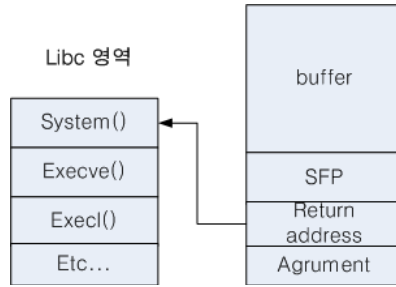 Libc 영역
System()
Execve()
Execl()
Etc...
buffer
SFP
Return
address
Agrument